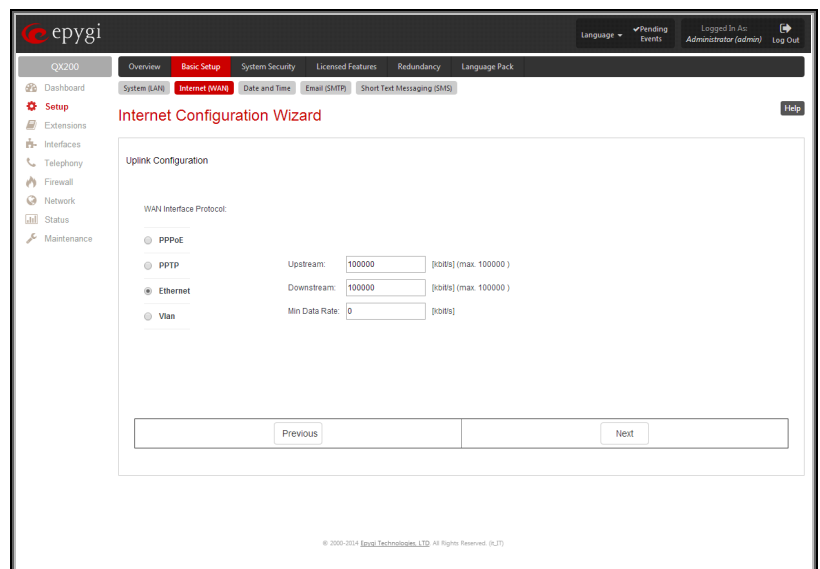 epygi
Language
Pending Events
Logged In As:
Administrator (admin)
Log Out
QX200
Overview Basic Setup System Security Licensed Features Redundancy Language Pack
System (LAN) Internet (WAN) Date and Time Email (SMTP) Short Text Messaging (SMS)
Dashboard
Setup
Extensions
Interfaces
Telephony
Firewall
Network
Status
Maintenance
Internet Configuration Wizard
Help
Uplink Configuration
WAN Interface Protocol:
PPPoE
PPTP
Ethernet
Vlan
Upstream: 100000 [kbit/s] (max. 100000 )
Downstream: 100000 [kbit/s] (max. 100000 )
Min Data Rate: 0 [kbit/s]
Previous
Next
© 2000-2014 Epygi Technologies, LTD. All Rights Reserved.